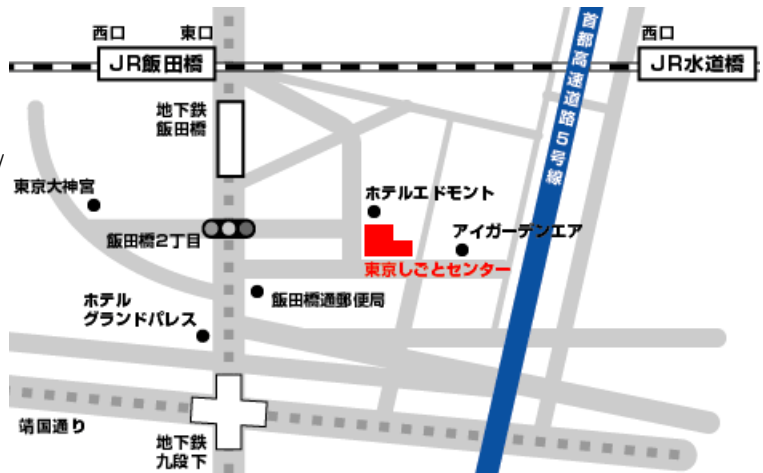 西口
東口
西口
JR飯田橋
JR水道橋
首都高速道路5号線
地下鉄
飯田橋
東京大神宮
ホテルエドモント
飯田橋2丁目
アイガーデンエア
東京しごとセンター
ホテル
グランドパレス
飯田橋通郵便局
靖国通り
地下鉄
九段下